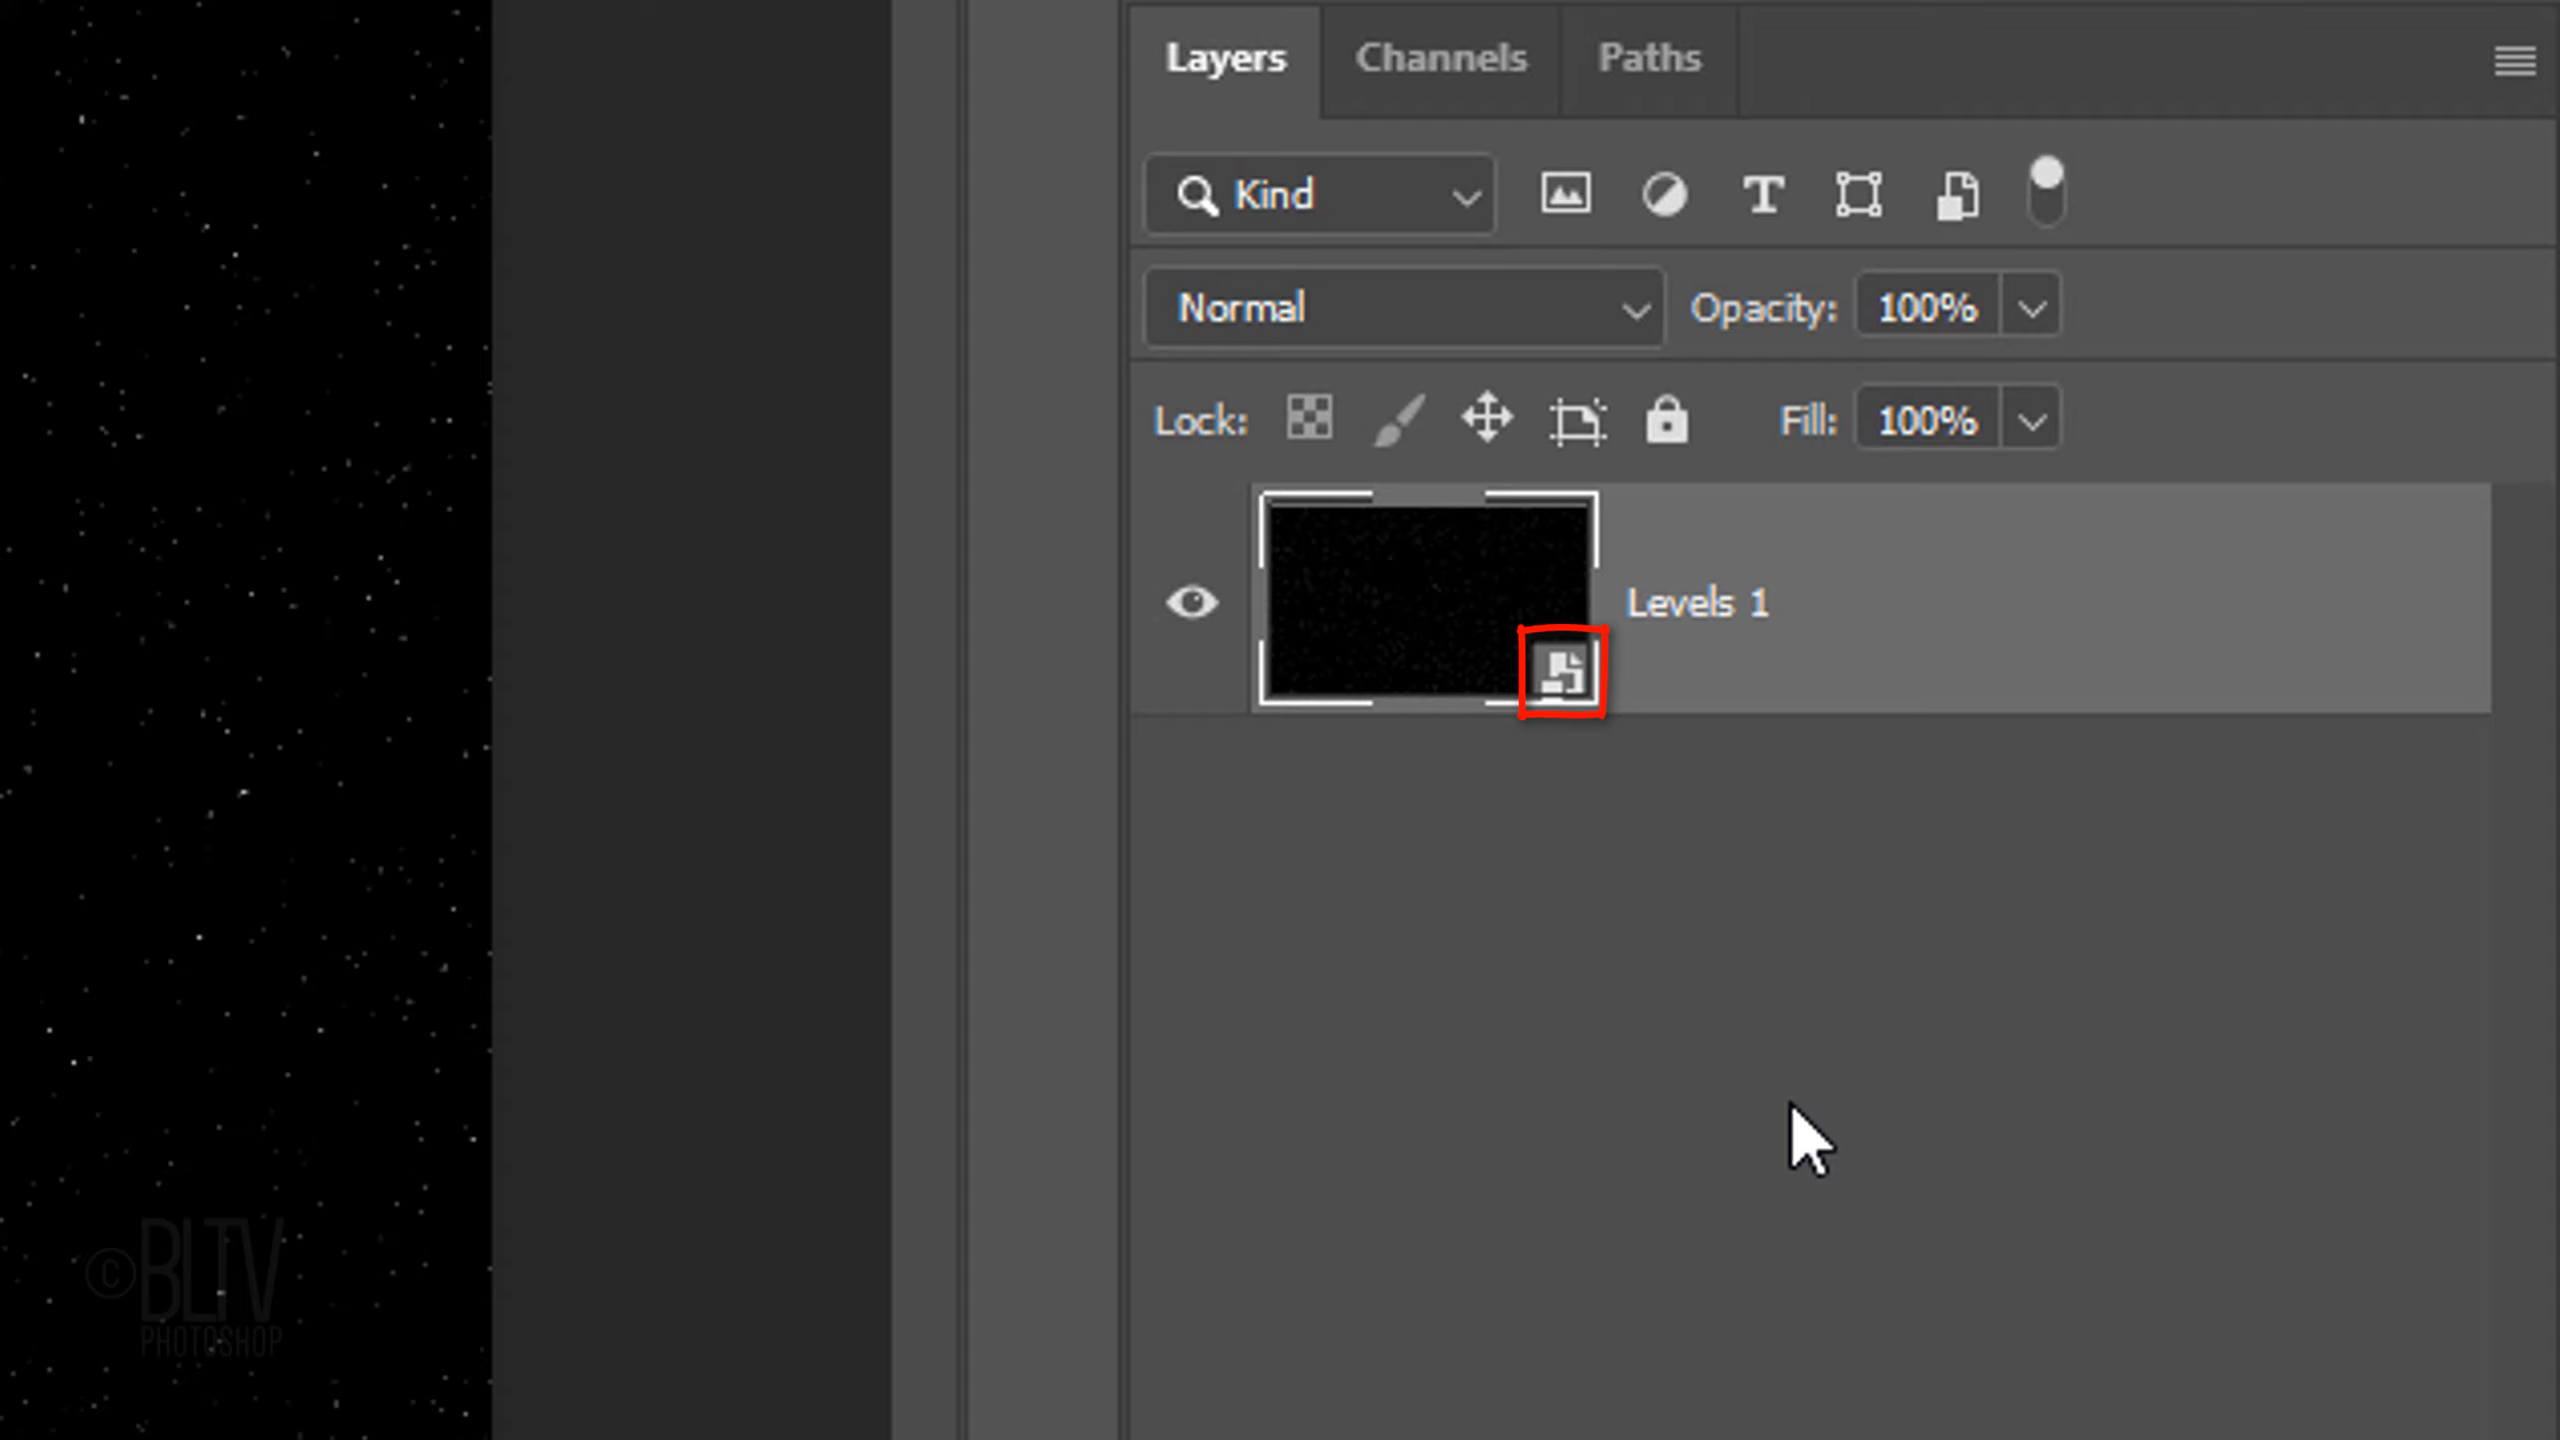 Layers Channels Paths
Kind
Normal Opacity: 100%
Lock: Fill: 100%
Levels 1
©BLTV
PHOTOSHOP